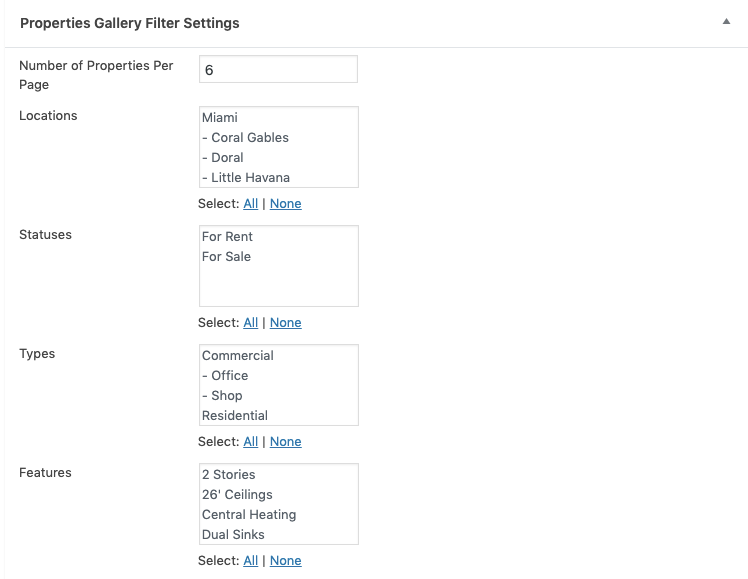 Properties Gallery Filter Settings
Number of Properties Per
Page
6
Locations
Miami
- Coral Gables
- Doral
- Little Havana
Select: All | None
Statuses
For Rent
For Sale
Select: All | None
Types
Commercial
- Office
- Shop
Residential
Select: All | None
Features
2 Stories
26' Ceilings
Central Heating
Dual Sinks
Select: All | None